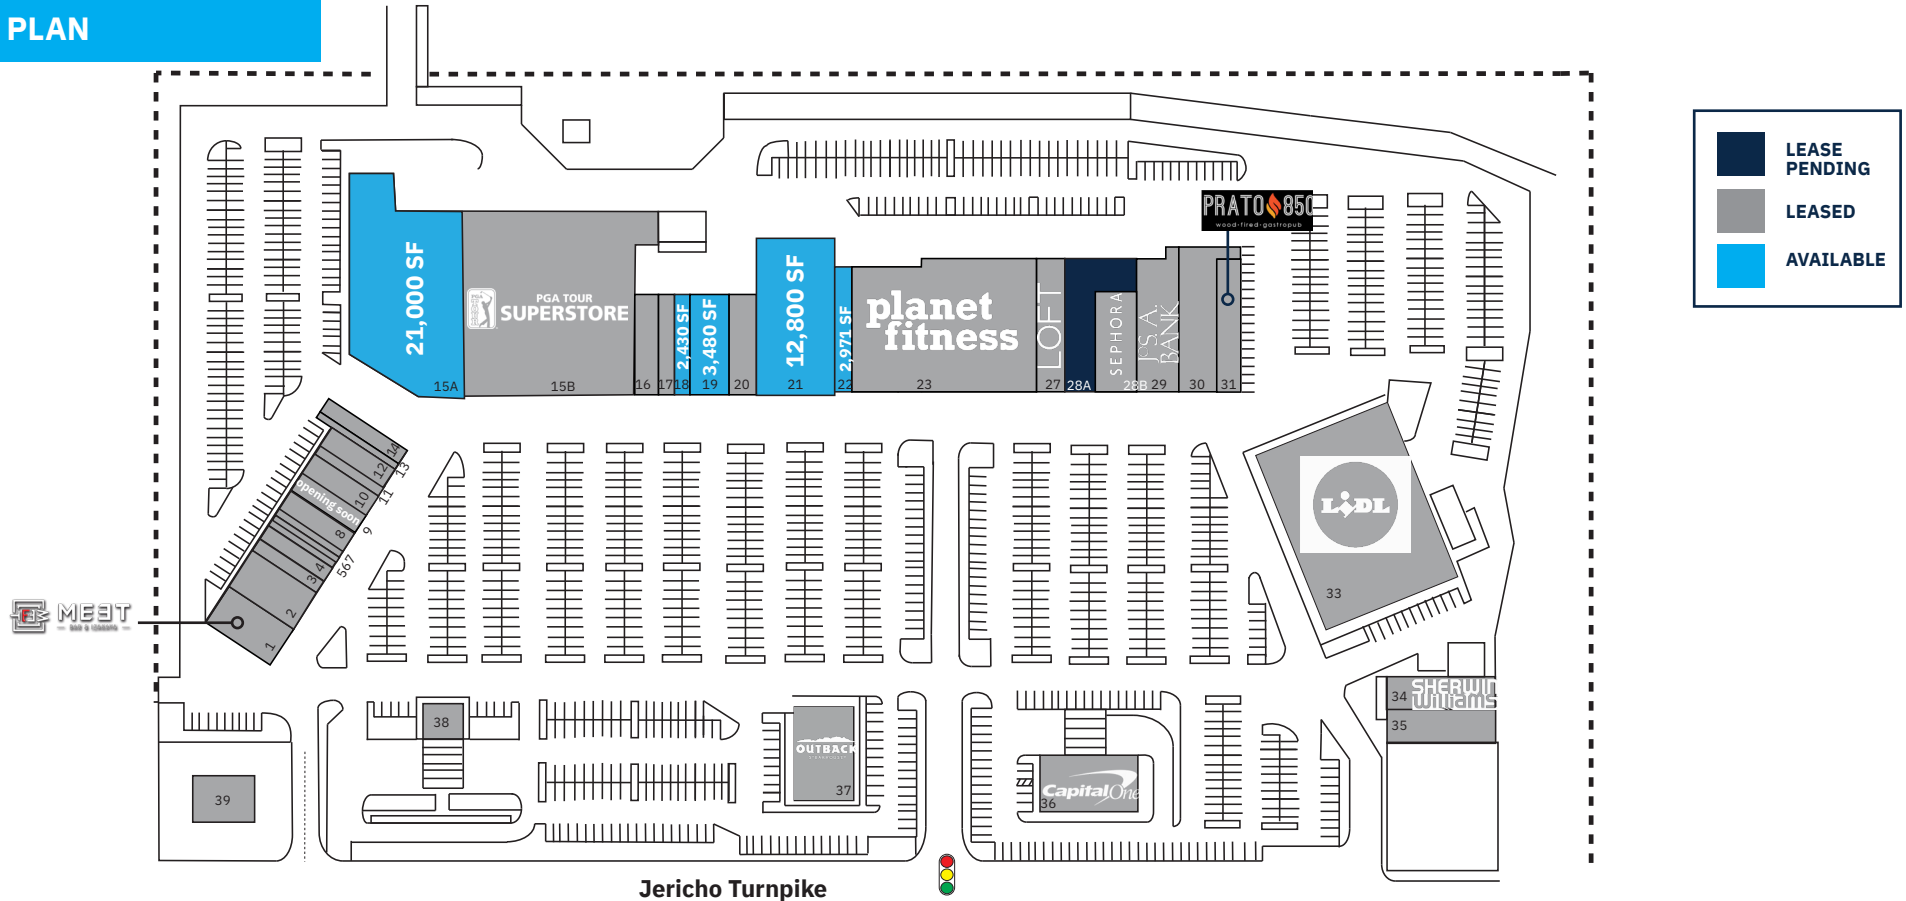 PLAN
LEASE
PENDING
LEASED
AVAILABLE
PRATO 850
wood-fired-gastropub
21,000 SF
15A
PGA TOUR
SUPERSTORE
15B
16
17
2,430 SF
18
3,480 SF
19
20
12,800 SF
21
2,971 SF
22
planet
fitness
23
LOFT
27
28A
SEPHORA
28B
JOS. A.
BANK
29
30
31
14
13
12
11
10
opening soon
9
8
567
4
3
2
1
MEET
LIDL
33
34
SHERWIN
Williams
35
38
39
OUTBACK
STEAKHOUSE
37
Capital One
36
Jericho Turnpike